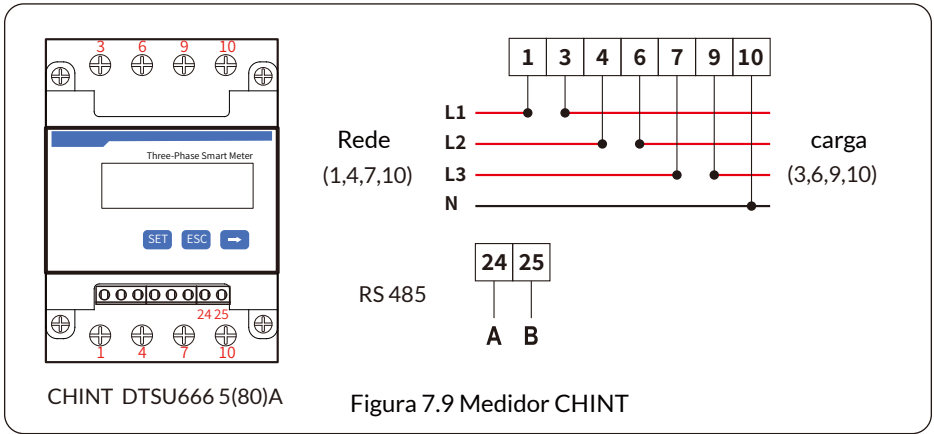 3 6 9 10
Three-Phase Smart Meter
SET ESC
24 25
1 4 7 10
CHINT DTSU666 5(80)A
1 3 4 6 7 9 10
L1
L2
L3
N
Rede
(1,4,7,10)
carga
(3,6,9,10)
24 25
RS 485
A B
Figura 7.9 Medidor CHINT